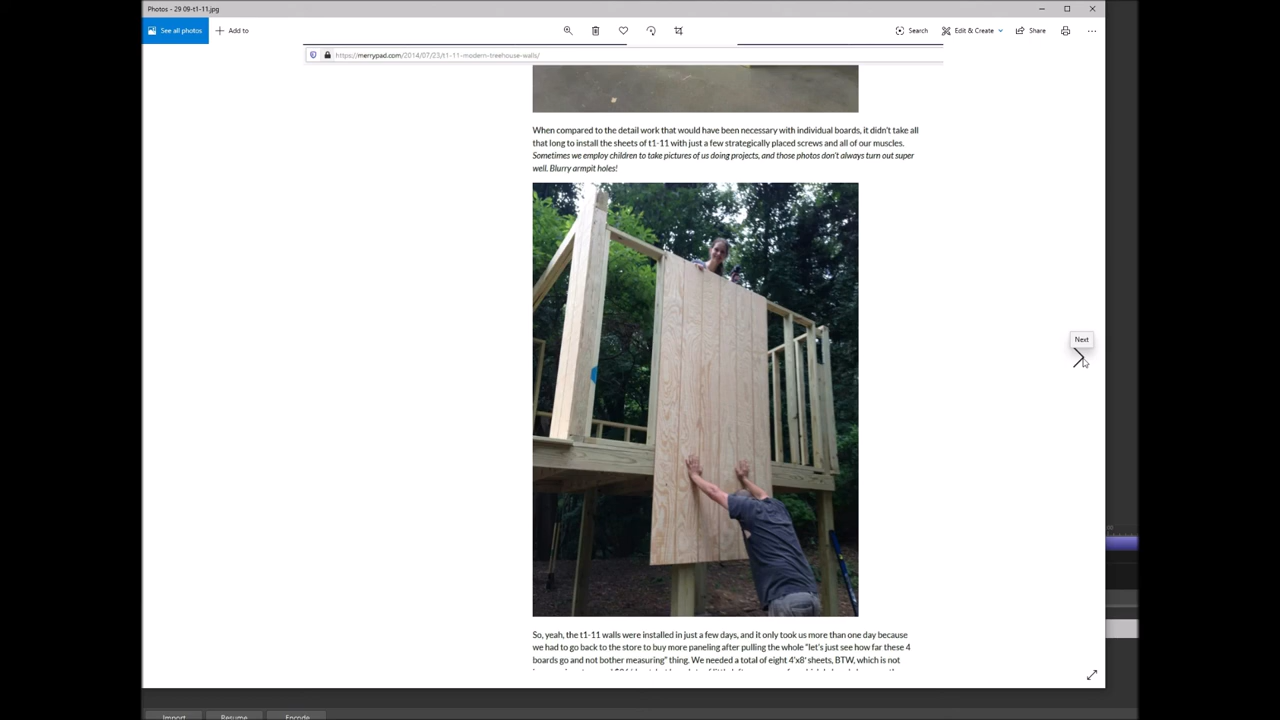 Photos - 29 09-t1-11.jpg
See all photos
Add to
Search
Edit & Create
Share
https://merrypad.com/2014/07/23/t1-11-modern-treehouse-walls/
When compared to the detail work that would have been necessary with individual boards, it didn't take all
that long to install the sheets of t1-11 with just a few strategically placed screws and all of our muscles.
Sometimes we employ children to take pictures of us doing projects, and those photos don't always turn out super
well. Blurry armpit holes!
Next
So, yeah, the t1-11 walls were installed in just a few days, and it only took us more than one day because
we had to go back to the store to buy more paneling after pulling the whole "let's just see how far these 4
boards go and not bother measuring" thing. We needed a total of eight 4'x8' sheets, BTW, which is not
Import
Resume
Encode